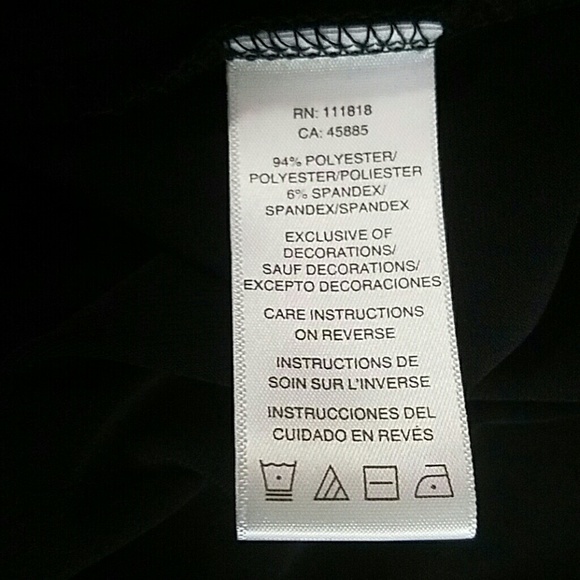 RN: 111818
CA: 45885
94% POLYESTER/
POLYESTER/POLIESTER
6% SPANDEX/
SPANDEX/SPANDEX
EXCLUSIVE OF
DECORATIONS/
SAUF DECORATIONS/
EXCEPTO DECORACIONES
CARE INSTRUCTIONS
ON REVERSE
INSTRUCTIONS DE
SOIN SUR L'INVERSE
INSTRUCCIONES DEL
CUIDADO EN REVÉS